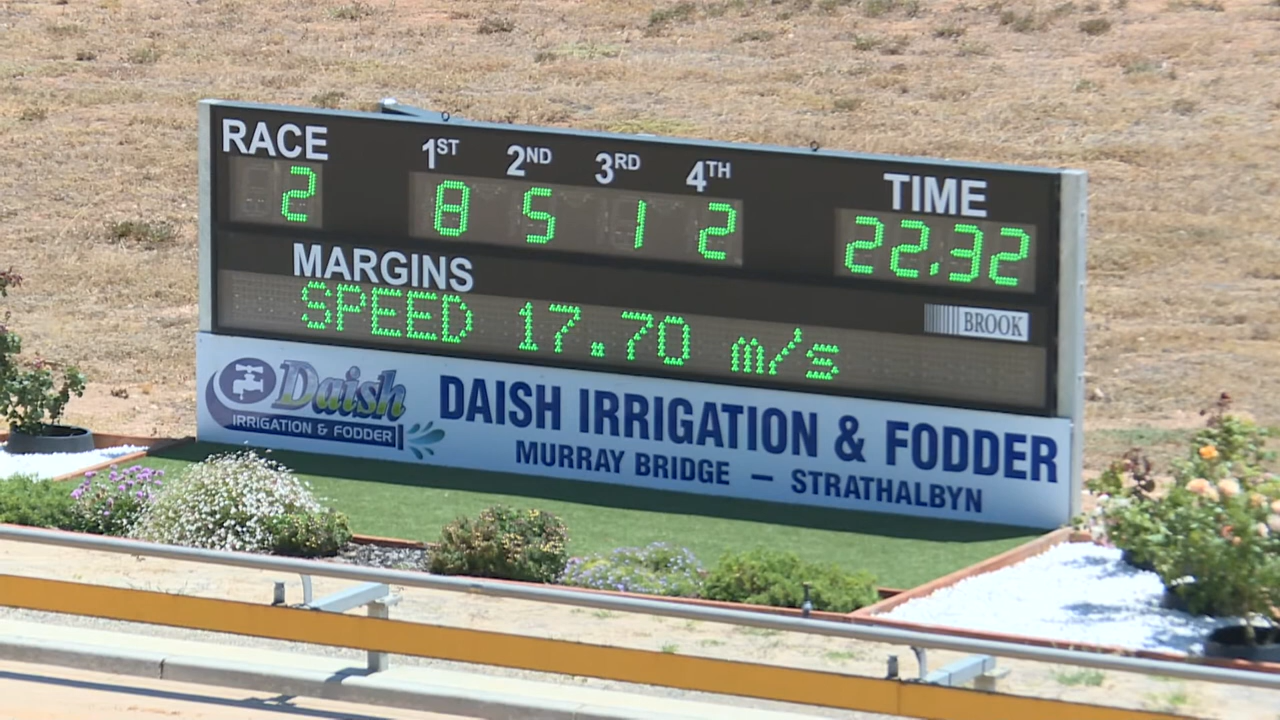 RACE 1ST 2ND 3RD 4TH TIME
2 8 5 1 2 22.32
MARGINS
BROOK
SPEED 17.70 m/s
Daish
IRRIGATION & FODDER
DAISH IRRIGATION & FODDER
MURRAY BRIDGE – STRATHALBYN